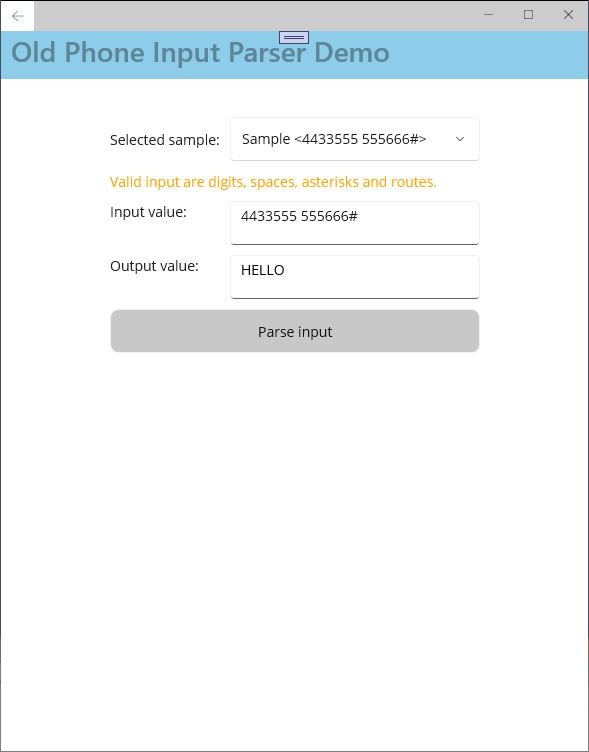 Old Phone Input Parser Demo
Selected sample: Sample <4433555 555666#>
Valid input are digits, spaces, asterisks and routes.
Input value: 4433555 555666#
Output value: HELLO
Parse input